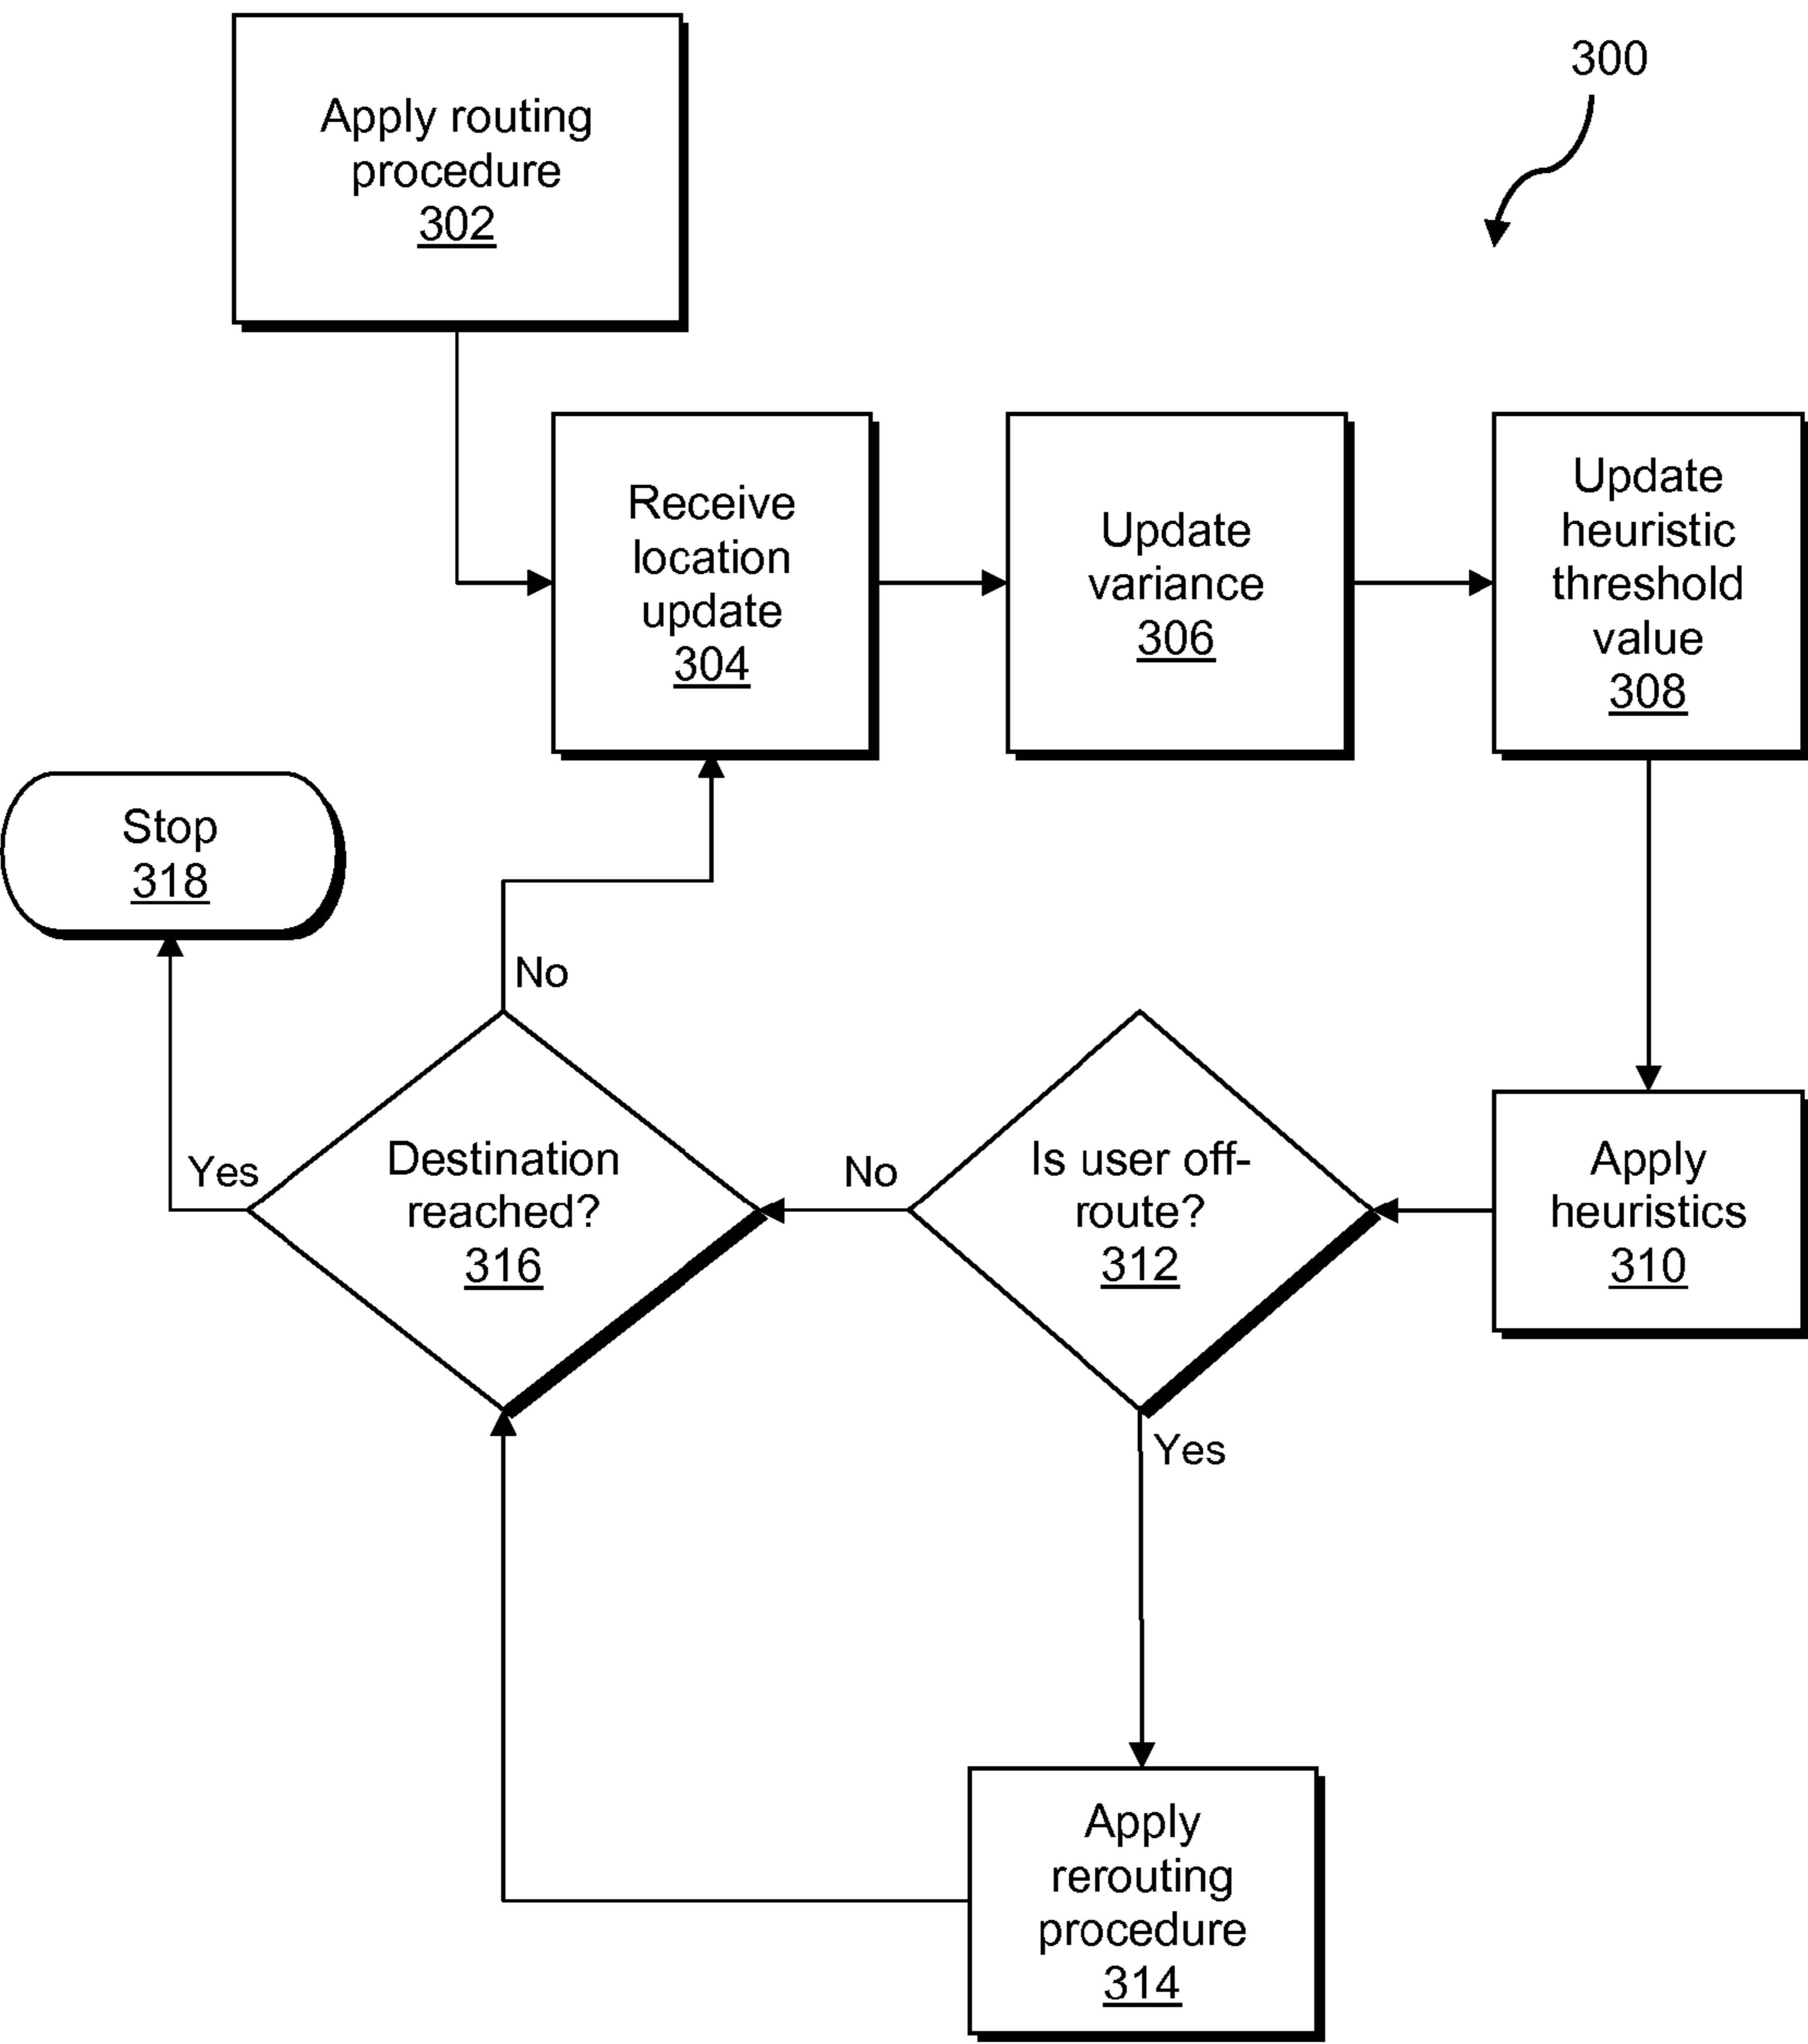 300
Apply routing
procedure
302
Receive
location
update
304
Update
variance
306
Update
heuristic
threshold
value
308
Stop
318
No
Yes
Destination
reached?
316
No
Is user off-
route?
312
Apply
heuristics
310
Yes
Apply
rerouting
procedure
314